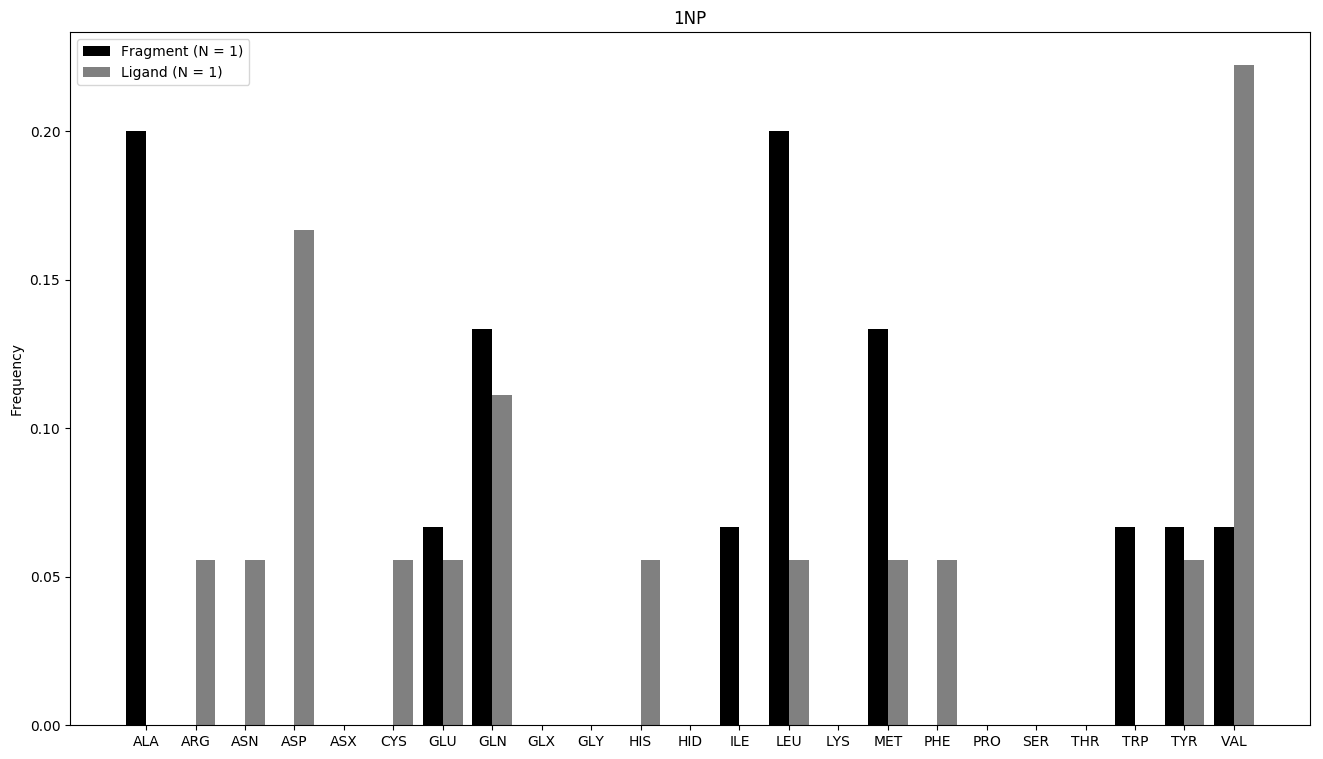 1NP
Fragment (N = 1)
Ligand (N = 1)
Frequency
0.20
0.15
0.10
0.05
0.00
ALA ARG ASN ASP ASX CYS GLU GLN GLX GLY HIS HID ILE LEU LYS MET PHE PRO SER THR TRP TYR VAL